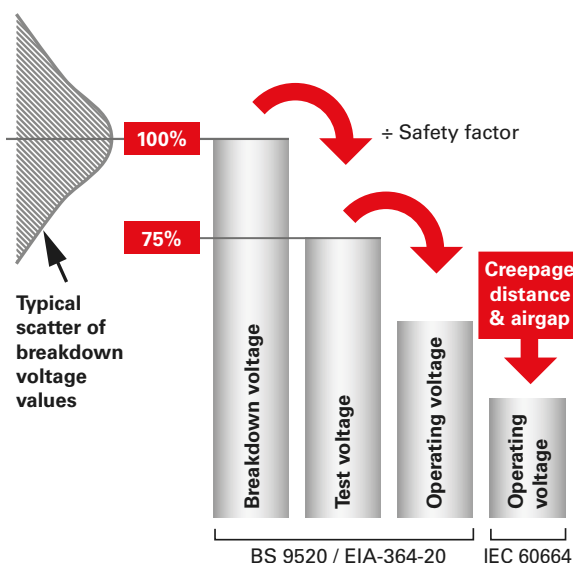 100%
÷ Safety factor
75%
Typical
scatter of
breakdown
voltage
values
Creepage
distance
& airgap
Breakdown voltage
Test voltage
Operating voltage
Operating
voltage
BS 9520 / EIA-364-20
IEC 60664